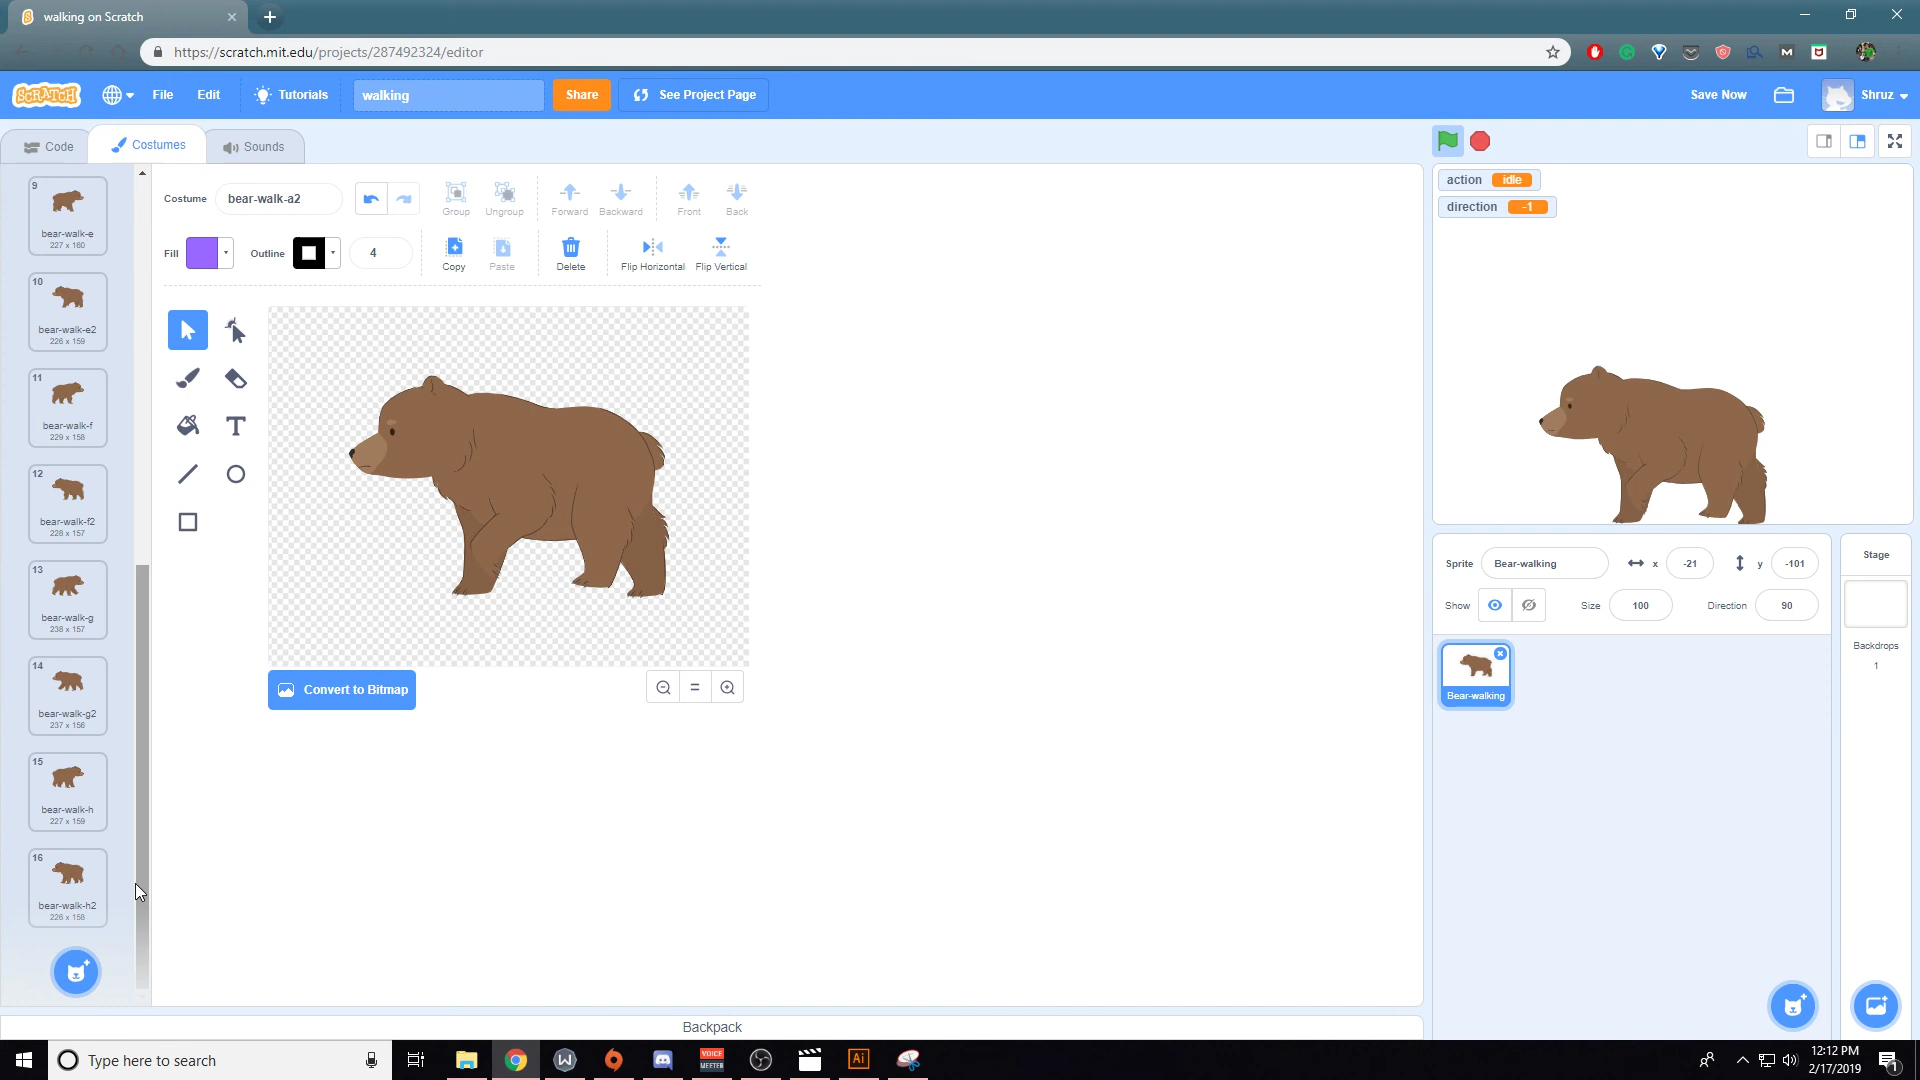 walking on Scratch
https://scratch.mit.edu/projects/287492324/editor
SCRATCH
File
Edit
Tutorials
walking
Share
See Project Page
Save Now
Shruz
Code
Costumes
Sounds
9
bear-walk-e
227 x 160
10
bear-walk-e2
226 x 159
11
bear-walk-f
229 x 158
12
bear-walk-f2
228 x 157
13
bear-walk-g
238 x 157
14
bear-walk-g2
237 x 156
15
bear-walk-h
227 x 159
16
bear-walk-h2
226 x 158
Costume
bear-walk-a2
Group
Ungroup
Forward
Backward
Front
Back
Fill
Outline
4
Copy
Paste
Delete
Flip Horizontal
Flip Vertical
T
Convert to Bitmap
action idle
direction -1
Sprite
Bear-walking
x
-21
y
-101
Show
Size
100
Direction
90
Bear-walking
Stage
Backdrops
1
Backpack
Type here to search
VOICE
MEETER
Ai
12:12 PM
2/17/2019
1